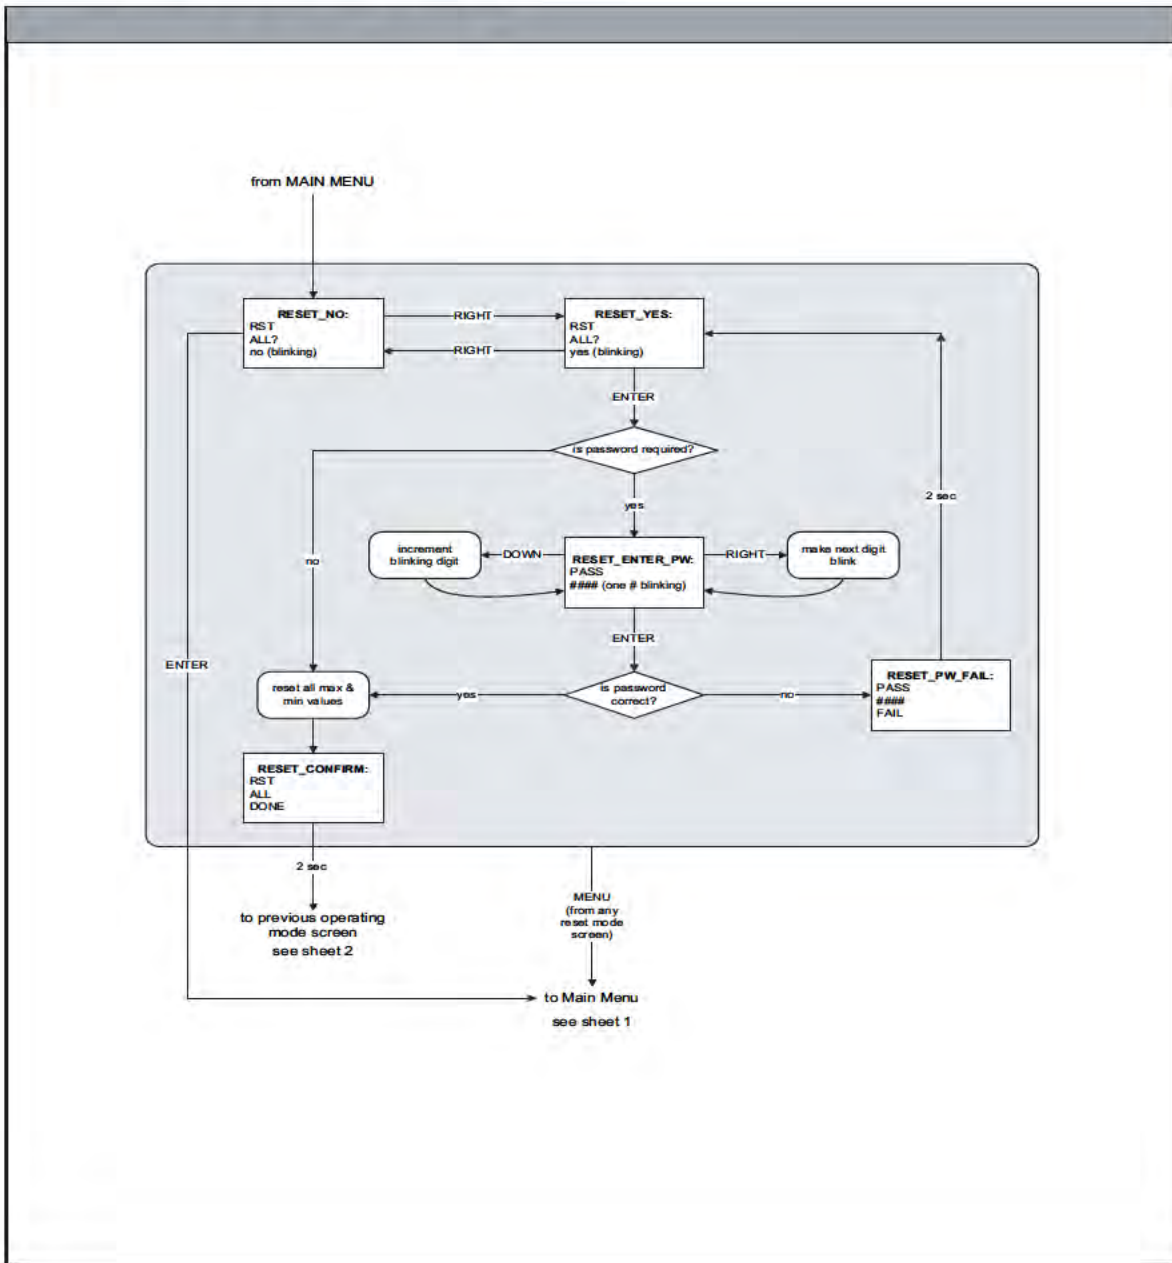 from MAIN MENU
RESET_NO:
RST
ALL?
no (blinking)
RIGHT
RIGHT
RESET_YES:
RST
ALL?
yes (blinking)
ENTER
is password required?
yes
no
2 sec
increment
blinking digit
DOWN
RESET_ENTER_PW:
PASS
#### (one # blinking)
RIGHT
make next digit
blink
ENTER
ENTER
reset all max &
min values
yes
is password
correct?
no
RESET_PW_FAIL:
PASS
####
FAIL
RESET_CONFIRM:
RST
ALL
DONE
2 sec
to previous operating
mode screen
see sheet 2
MENU
(from any
reset mode
screen)
to Main Menu
see sheet 1